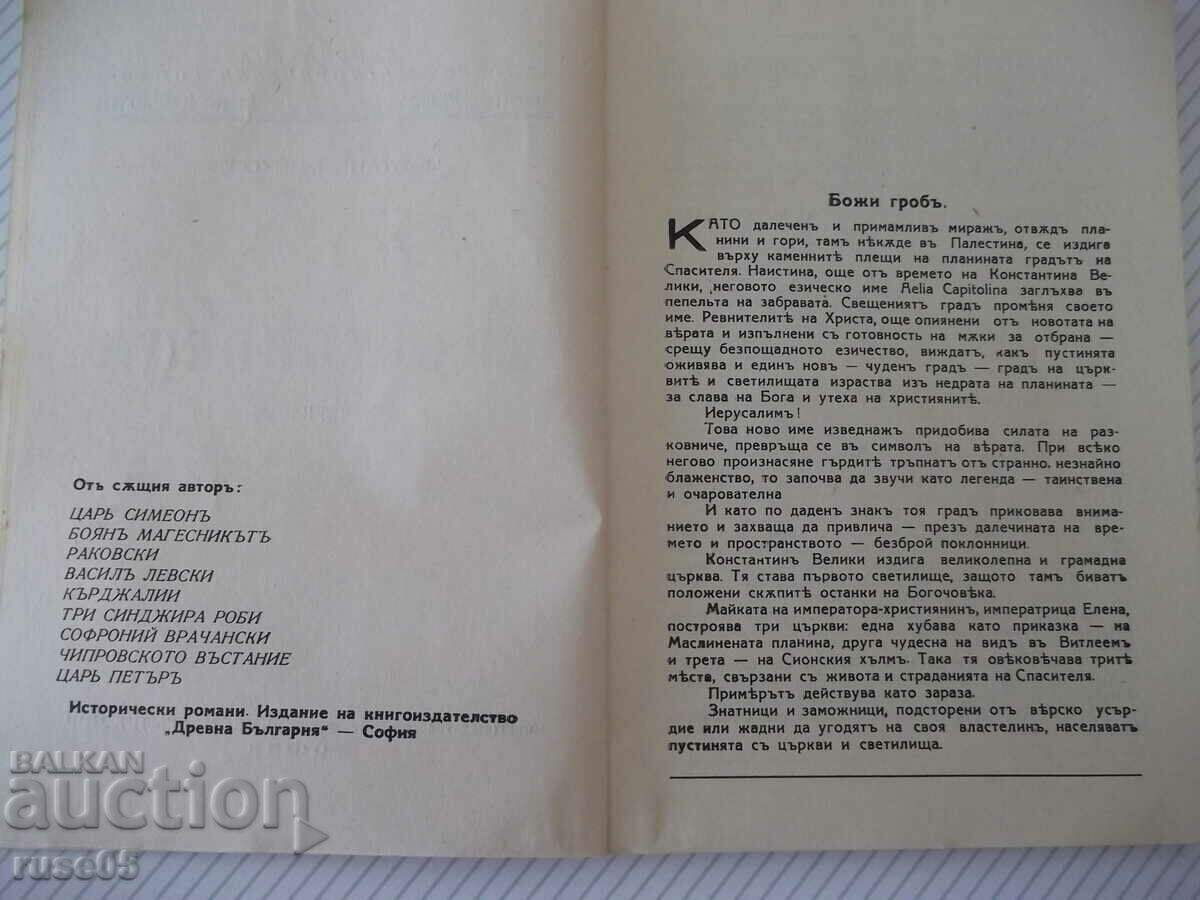 Отъ сѫщия авторъ:
ЦАРЬ СИМЕОНЪ
БОЯНЪ МАГЕСНИКЪТЪ
РАКОВСКИ
ВАСИЛЪ ЛЕВСКИ
КЪРДЖАЛИИ
ТРИ СИНДЖИРА РОБИ
СОФРОНИЙ ВРАЧАНСКИ
ЧИПРОВСКОТО ВЪСТАНИЕ
ЦАРЬ ПЕТЪРЪ
Исторически романи. Издание на книгоиздателство
„Древна България“ — София
Божи гробъ.
КАТО далеченъ и примамливъ миражъ, отвѫдъ пла-
нини и гори, тамъ нѣкѫде въ Палестина, се издига
върху каменнитѣ плещи на планината градътъ на
Спасителя. Наистина, още отъ времето на Константина Ве-
лики, неговото езическо име Aelia Capitolina заглъхва въ
пепельта на забравата. Свещениятъ градъ промѣня своето
име. Ревнителитѣ на Христа, още опиянени отъ новотата на
вѣрата и изпълнени съ готовность на мѫки за отбрана —
срещу безпощадното езичество, виждатъ, какъ пустинята
оживява и единъ новъ — чуденъ градъ — градъ на църк-
витѣ и светилищата израства изъ недрата на планината —
за слава на Бога и утеха на християнитѣ.
Иерусалимъ!
Това ново име изведнажъ придобива силата на раз-
ковниче, превръща се въ символъ на вѣрата. При всѣко
негово произнасяне гърдитѣ тръпнатъ отъ странно, незнайно
блаженство, то започва да звучи като легенда — таинствена
и очарователна
И като по даденъ знакъ тоя градъ приковава внима-
нието и захваща да привлича — презъ далечината на вре-
мето и пространството — безброй поклонници.
Константинъ Велики издига великолепна и грамадна
църква. Тя става първото светилище, защото тамъ биватъ
положени скѫпитѣ останки на Богочовѣка.
Майката на императора-християнинъ, императрица Елена,
построява три църкви: една хубава като приказка — на
Маслинената планина, друга чудесна на видъ въ Витлеемъ
и трета — на Сионския хълмъ. Така тя овѣковѣчава тритѣ
мѣста, свързани съ живота и страданията на Спасителя.
Примѣрътъ действува като зараза.
Знатници и заможници, подсторени отъ вѣрско усър-
дие или жадни да угодятъ на своя властелинъ, населяватъ
пустинята съ църкви и светилища.
BALKAN
auction
ruse05